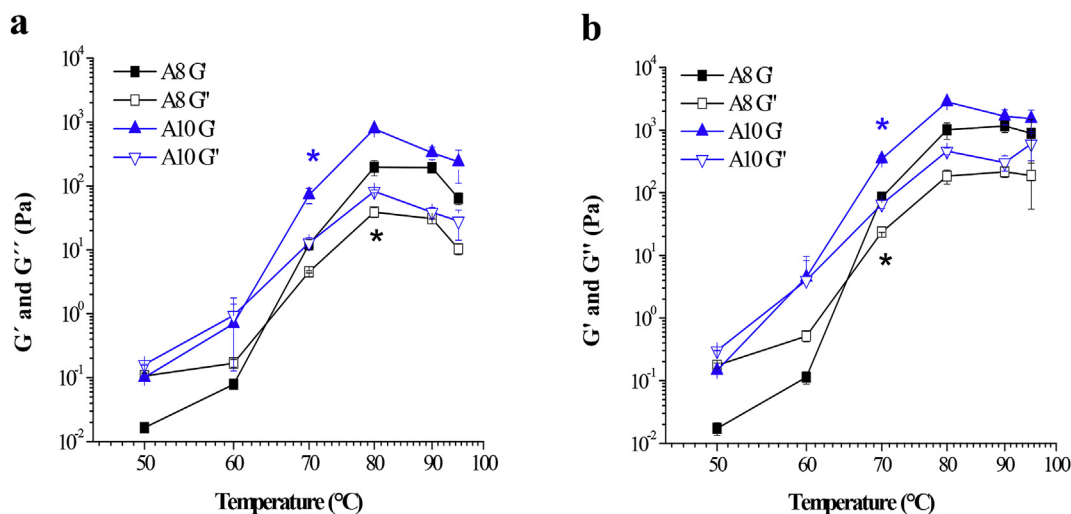 a
10⁴
10³
10²
10¹
10⁰
10⁻¹
10⁻²
G´ and G´´ (Pa)
A8 G'
A8 G"
A10 G'
A10 G"
*
*
50
60
70
80
90
100
Temperature (°C)
b
10⁴
10³
10²
10¹
10⁰
10⁻¹
10⁻²
G' and G" (Pa)
A8 G'
A8 G"
A10 G'
A10 G"
*
*
50
60
70
80
90
100
Temperature (°C)